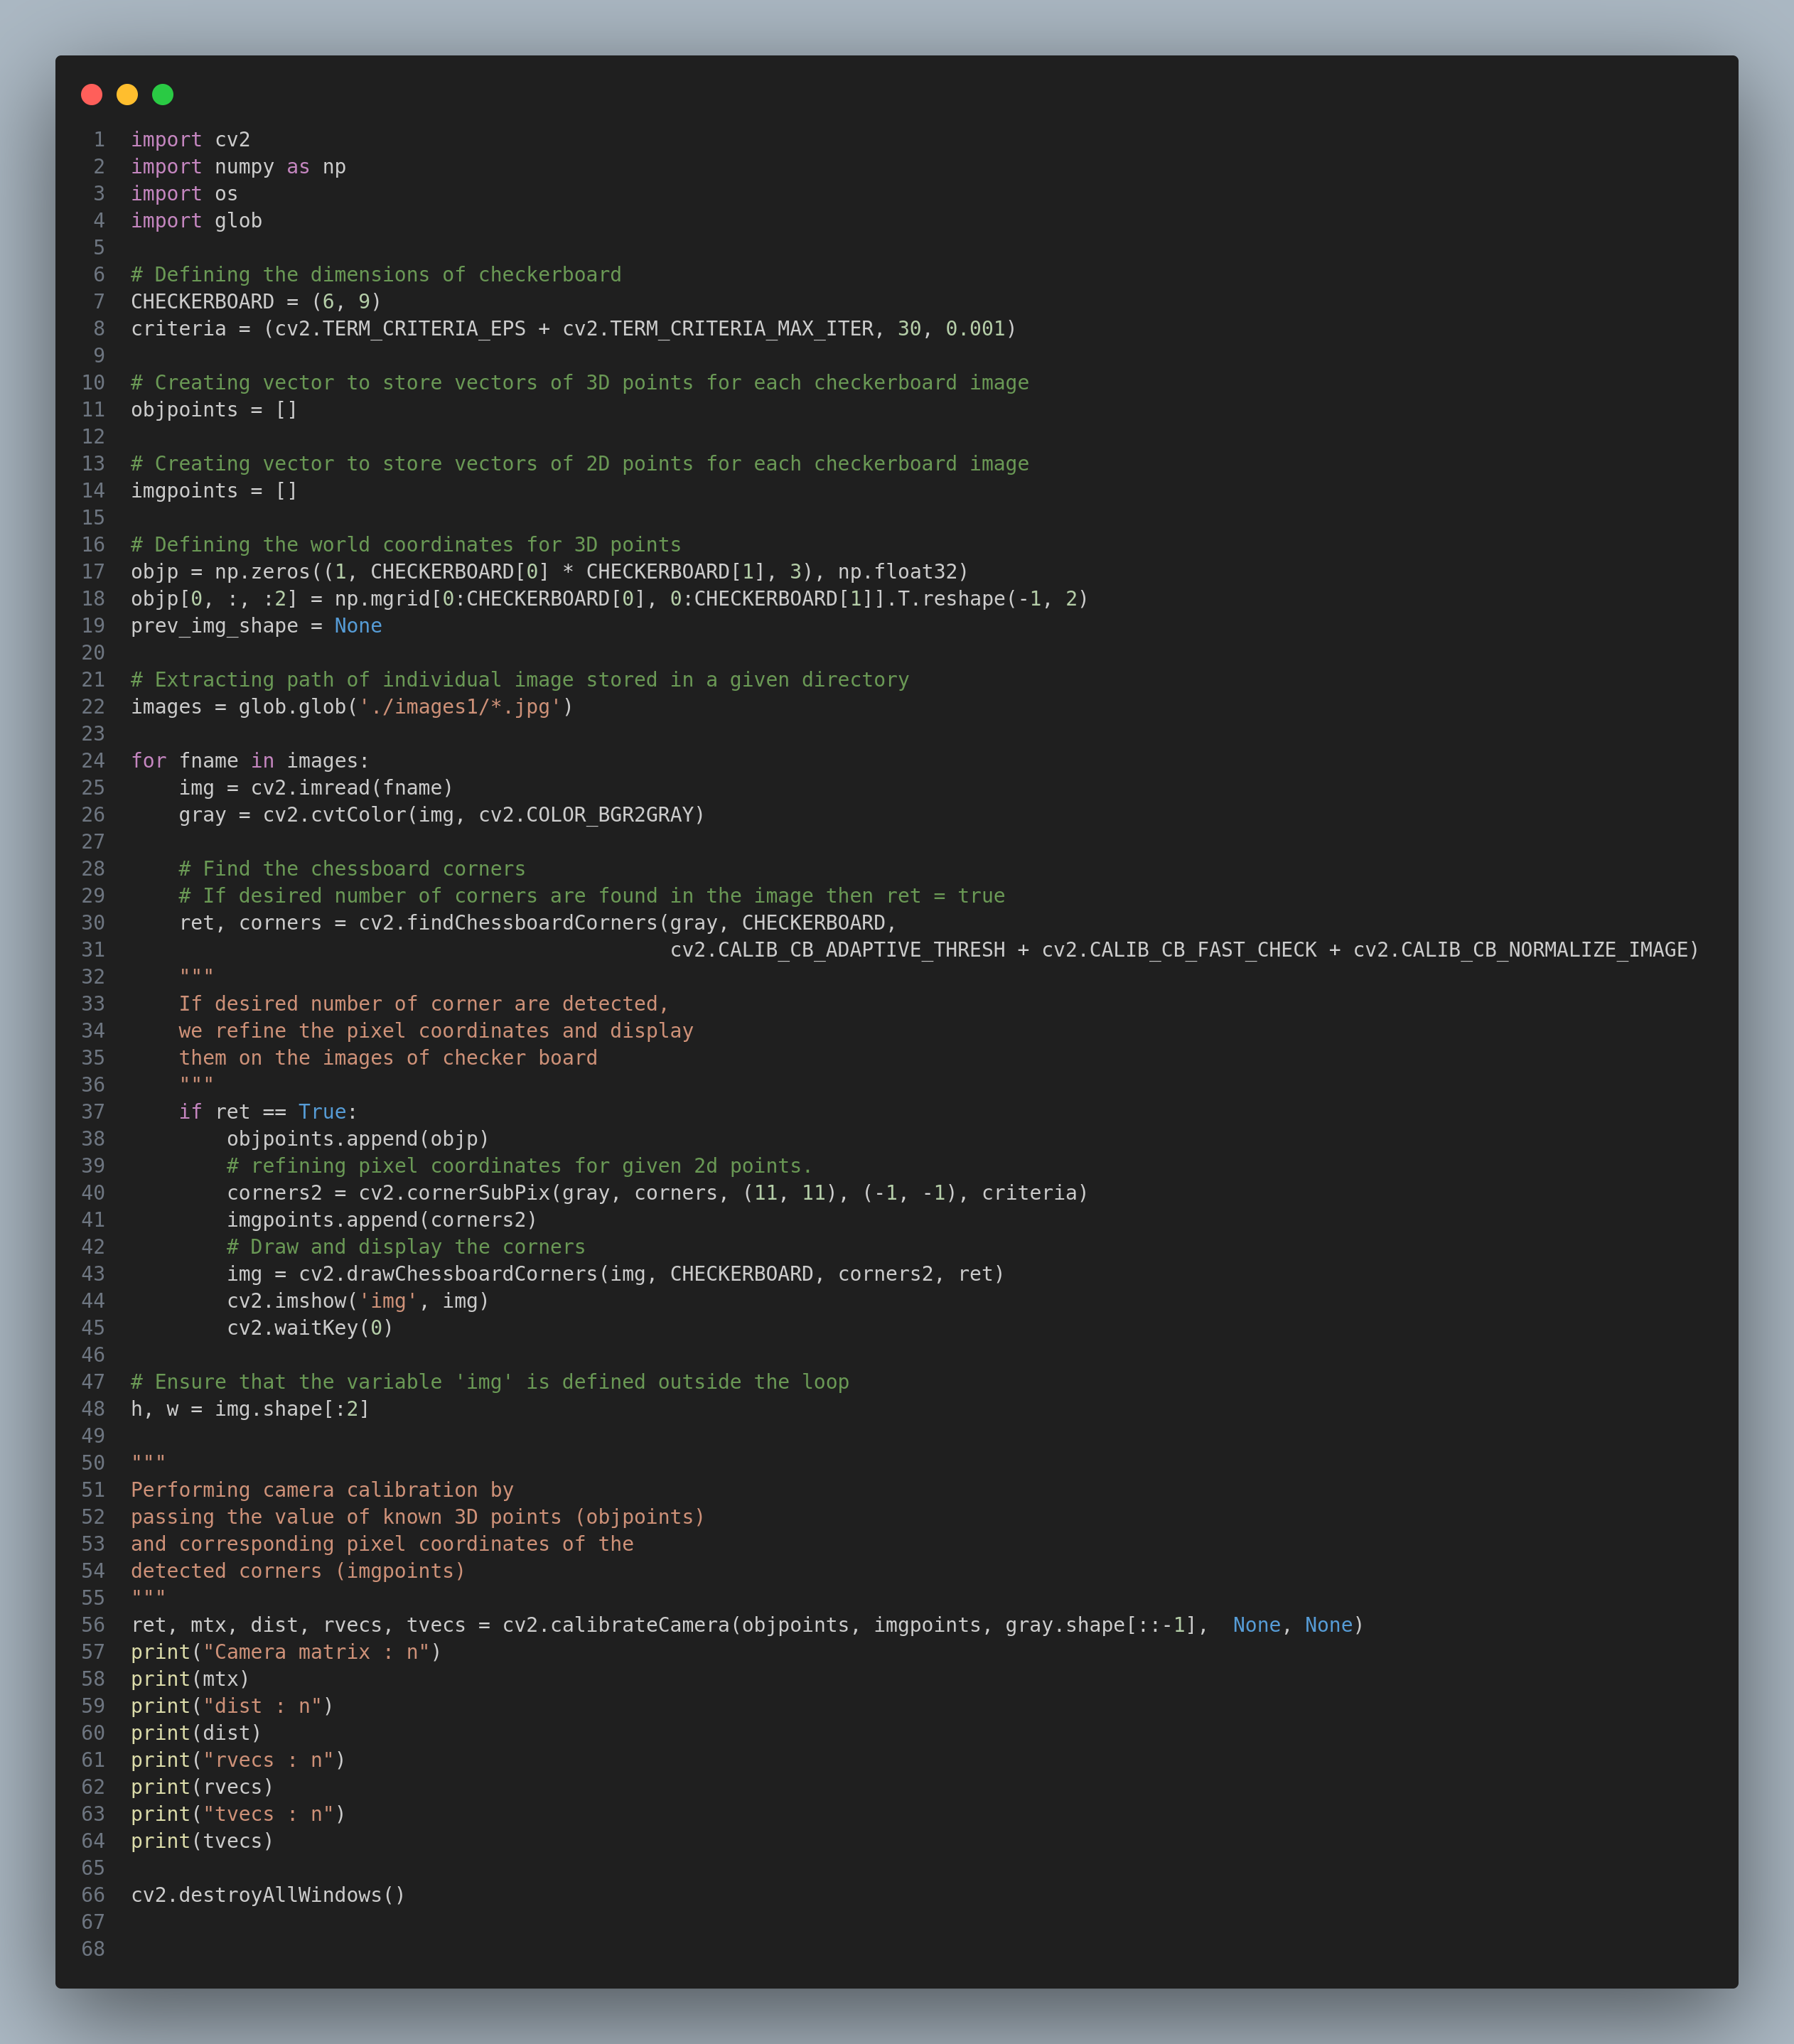 1 import cv2
2 import numpy as np
3 import os
4 import glob
5
6 # Defining the dimensions of checkerboard
7 CHECKERBOARD = (6, 9)
8 criteria = (cv2.TERM_CRITERIA_EPS + cv2.TERM_CRITERIA_MAX_ITER, 30, 0.001)
9
10 # Creating vector to store vectors of 3D points for each checkerboard image
11 objpoints = []
12
13 # Creating vector to store vectors of 2D points for each checkerboard image
14 imgpoints = []
15
16 # Defining the world coordinates for 3D points
17 objp = np.zeros((1, CHECKERBOARD[0] * CHECKERBOARD[1], 3), np.float32)
18 objp[0, :, :2] = np.mgrid[0:CHECKERBOARD[0], 0:CHECKERBOARD[1]].T.reshape(-1, 2)
19 prev_img_shape = None
20
21 # Extracting path of individual image stored in a given directory
22 images = glob.glob('./images1/*.jpg')
23
24 for fname in images:
25     img = cv2.imread(fname)
26     gray = cv2.cvtColor(img, cv2.COLOR_BGR2GRAY)
27
28     # Find the chessboard corners
29     # If desired number of corners are found in the image then ret = true
30     ret, corners = cv2.findChessboardCorners(gray, CHECKERBOARD,
31                                              cv2.CALIB_CB_ADAPTIVE_THRESH + cv2.CALIB_CB_FAST_CHECK + cv2.CALIB_CB_NORMALIZE_IMAGE)
32     """
33     If desired number of corner are detected,
34     we refine the pixel coordinates and display
35     them on the images of checker board
36     """
37     if ret == True:
38         objpoints.append(objp)
39         # refining pixel coordinates for given 2d points.
40         corners2 = cv2.cornerSubPix(gray, corners, (11, 11), (-1, -1), criteria)
41         imgpoints.append(corners2)
42         # Draw and display the corners
43         img = cv2.drawChessboardCorners(img, CHECKERBOARD, corners2, ret)
44         cv2.imshow('img', img)
45         cv2.waitKey(0)
46
47 # Ensure that the variable 'img' is defined outside the loop
48 h, w = img.shape[:2]
49
50 """
51 Performing camera calibration by
52 passing the value of known 3D points (objpoints)
53 and corresponding pixel coordinates of the
54 detected corners (imgpoints)
55 """
56 ret, mtx, dist, rvecs, tvecs = cv2.calibrateCamera(objpoints, imgpoints, gray.shape[::-1],  None, None)
57 print("Camera matrix : n")
58 print(mtx)
59 print("dist : n")
60 print(dist)
61 print("rvecs : n")
62 print(rvecs)
63 print("tvecs : n")
64 print(tvecs)
65
66 cv2.destroyAllWindows()
67
68